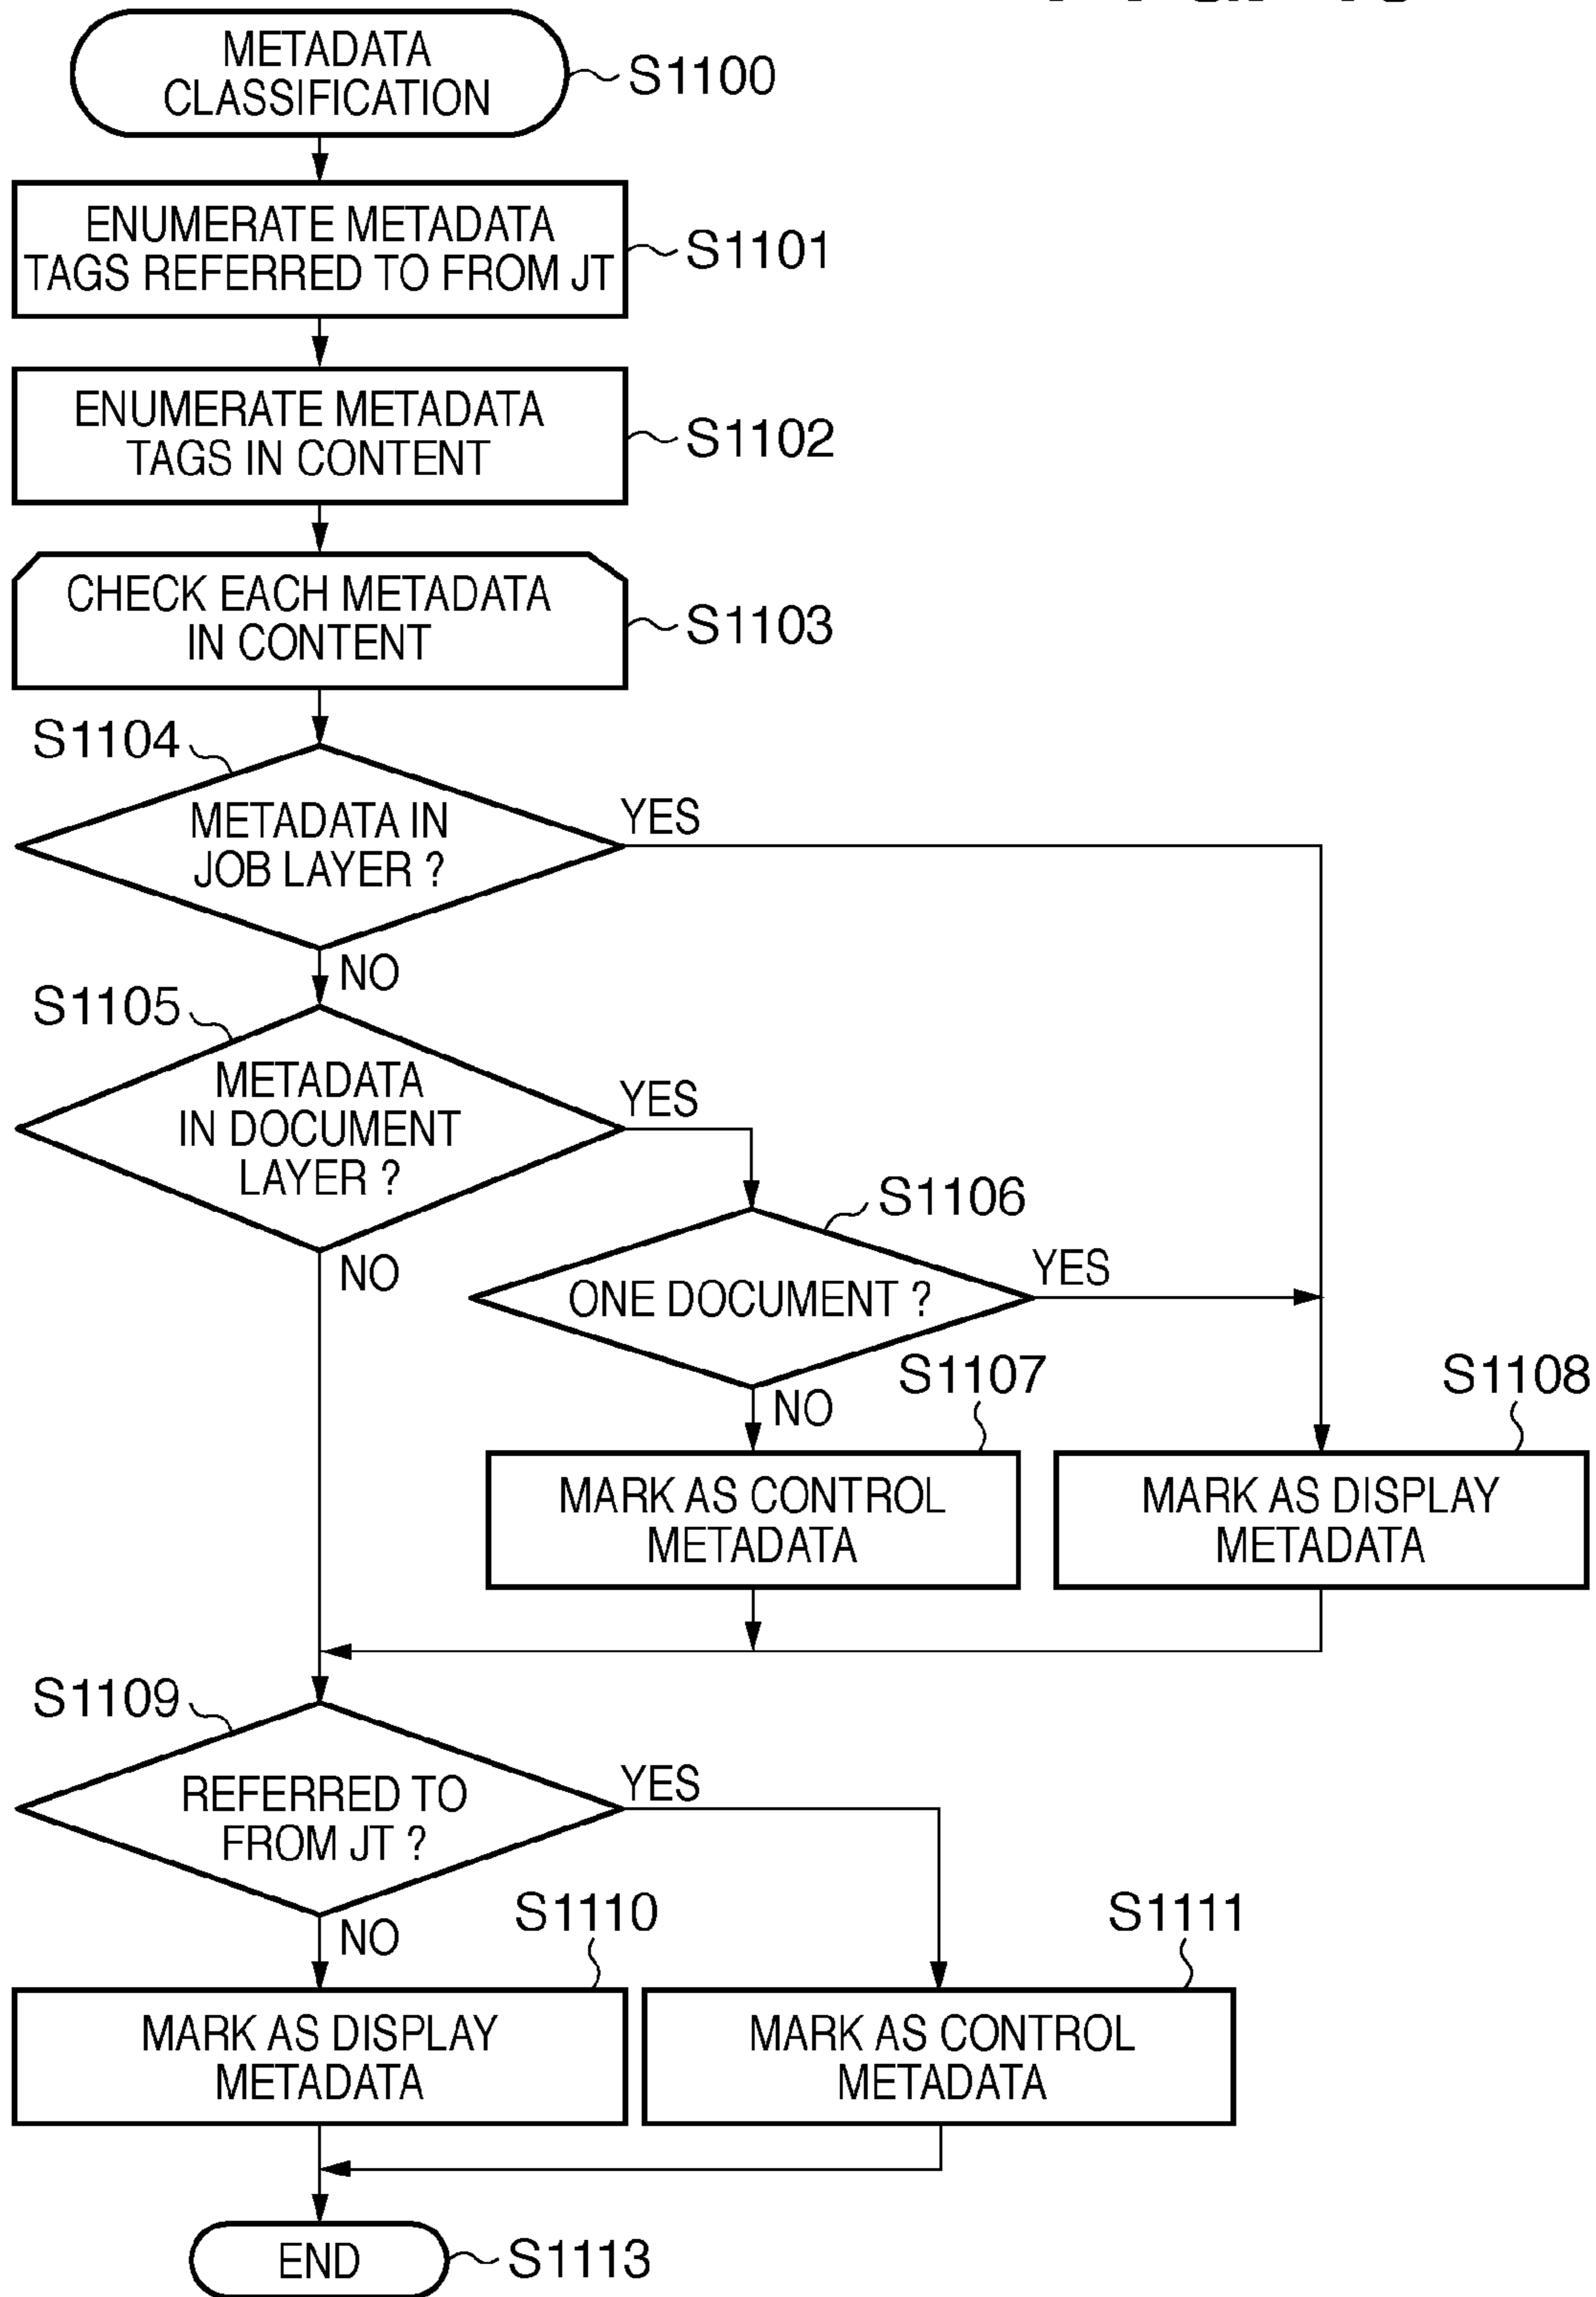 METADATA
CLASSIFICATION
S1100
ENUMERATE METADATA
TAGS REFERRED TO FROM JT
S1101
ENUMERATE METADATA
TAGS IN CONTENT
S1102
CHECK EACH METADATA
IN CONTENT
S1103
S1104
METADATA IN
JOB LAYER ?
YES
NO
S1105
METADATA
IN DOCUMENT
LAYER ?
YES
NO
S1106
ONE DOCUMENT ?
YES
NO
S1107
MARK AS CONTROL
METADATA
S1108
MARK AS DISPLAY
METADATA
S1109
REFERRED TO
FROM JT ?
YES
NO
S1110
MARK AS DISPLAY
METADATA
S1111
MARK AS CONTROL
METADATA
END
S1113